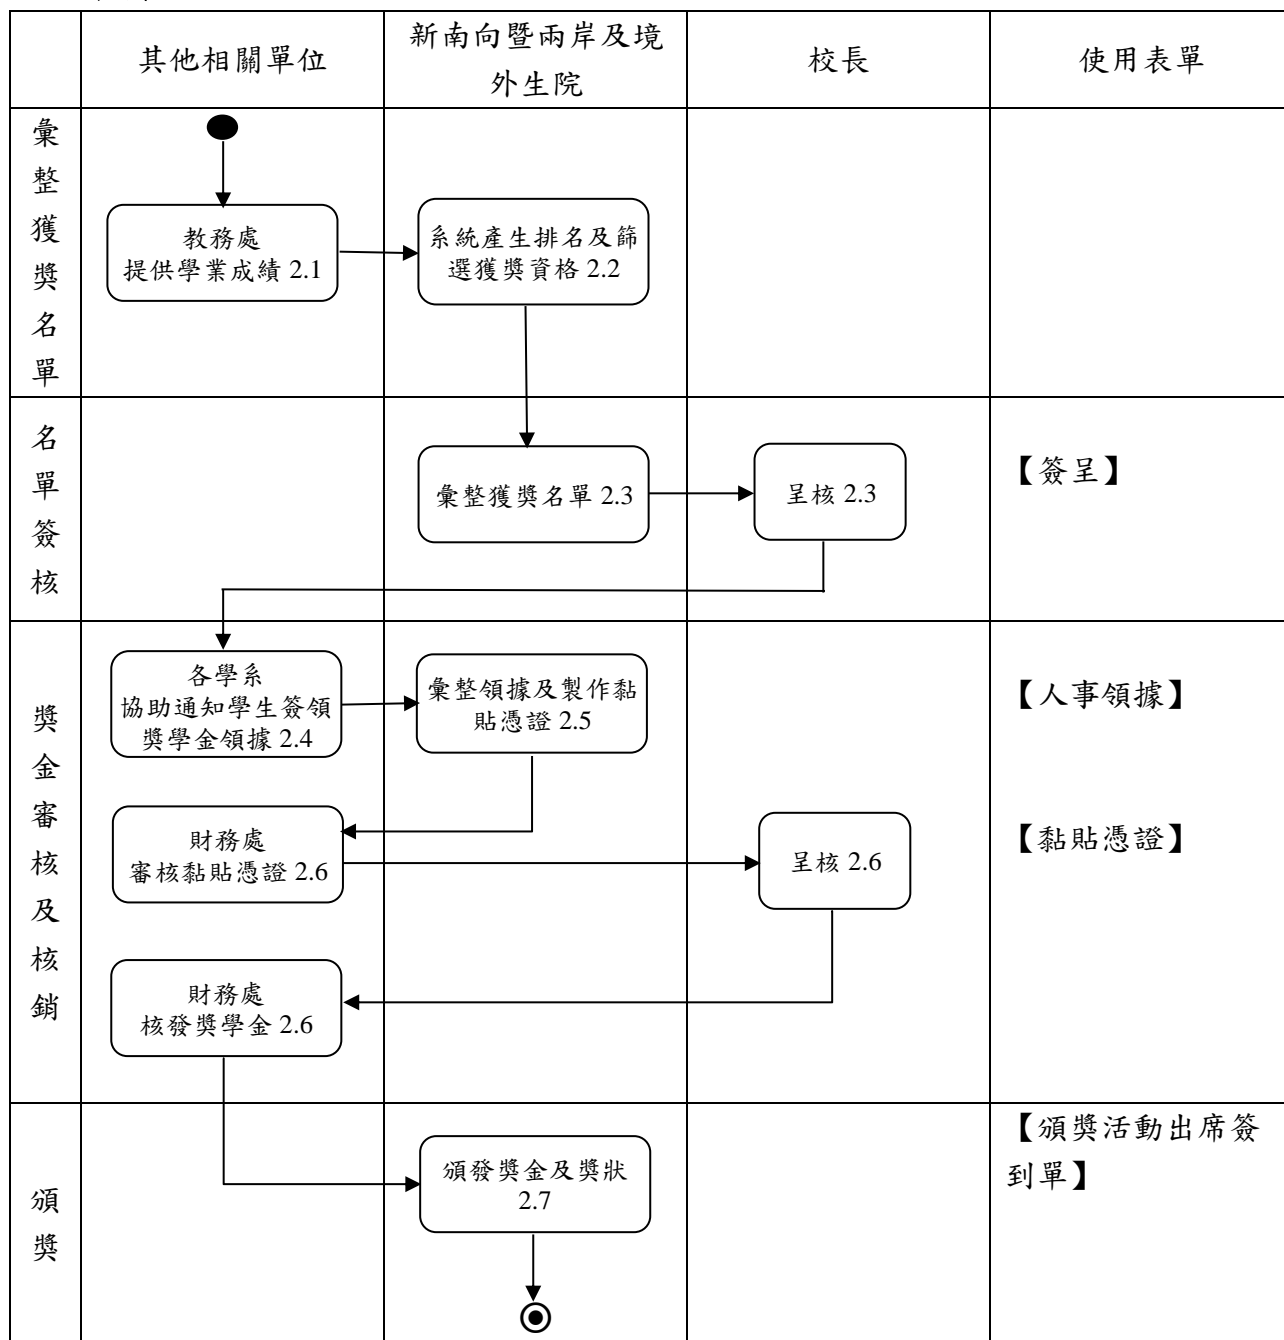 其他相關單位
新南向暨兩岸及境
外生院
校長
使用表單
彙
整
獲
獎
名
單
教務處
提供學業成績 2.1
系統產生排名及篩
選獲獎資格 2.2
名
單
簽
核
彙整獲獎名單 2.3
呈核 2.3
【簽呈】
獎
金
審
核
及
核
銷
各學系
協助通知學生簽領
獎學金領據 2.4
彙整領據及製作黏
貼憑證 2.5
【人事領據】
財務處
審核黏貼憑證 2.6
呈核 2.6
【黏貼憑證】
財務處
核發獎學金 2.6
頒
獎
頒發獎金及獎狀
2.7
【頒獎活動出席簽
到單】